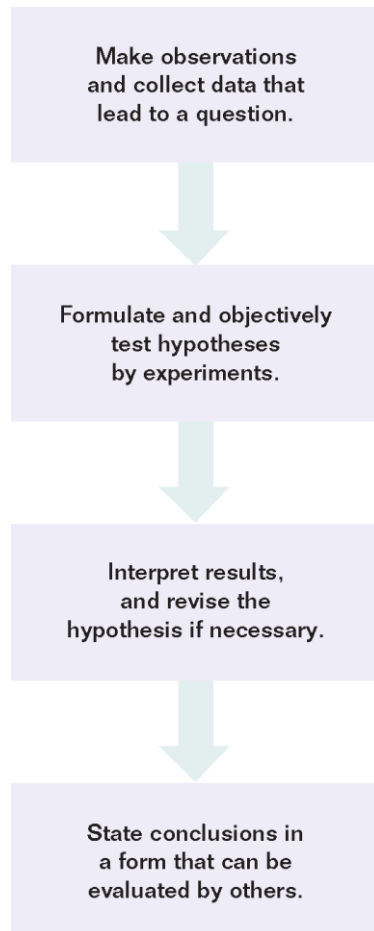 Make observations
and collect data that
lead to a question.
Formulate and objectively
test hypotheses
by experiments.
Interpret results,
and revise the
hypothesis if necessary.
State conclusions in
a form that can be
evaluated by others.